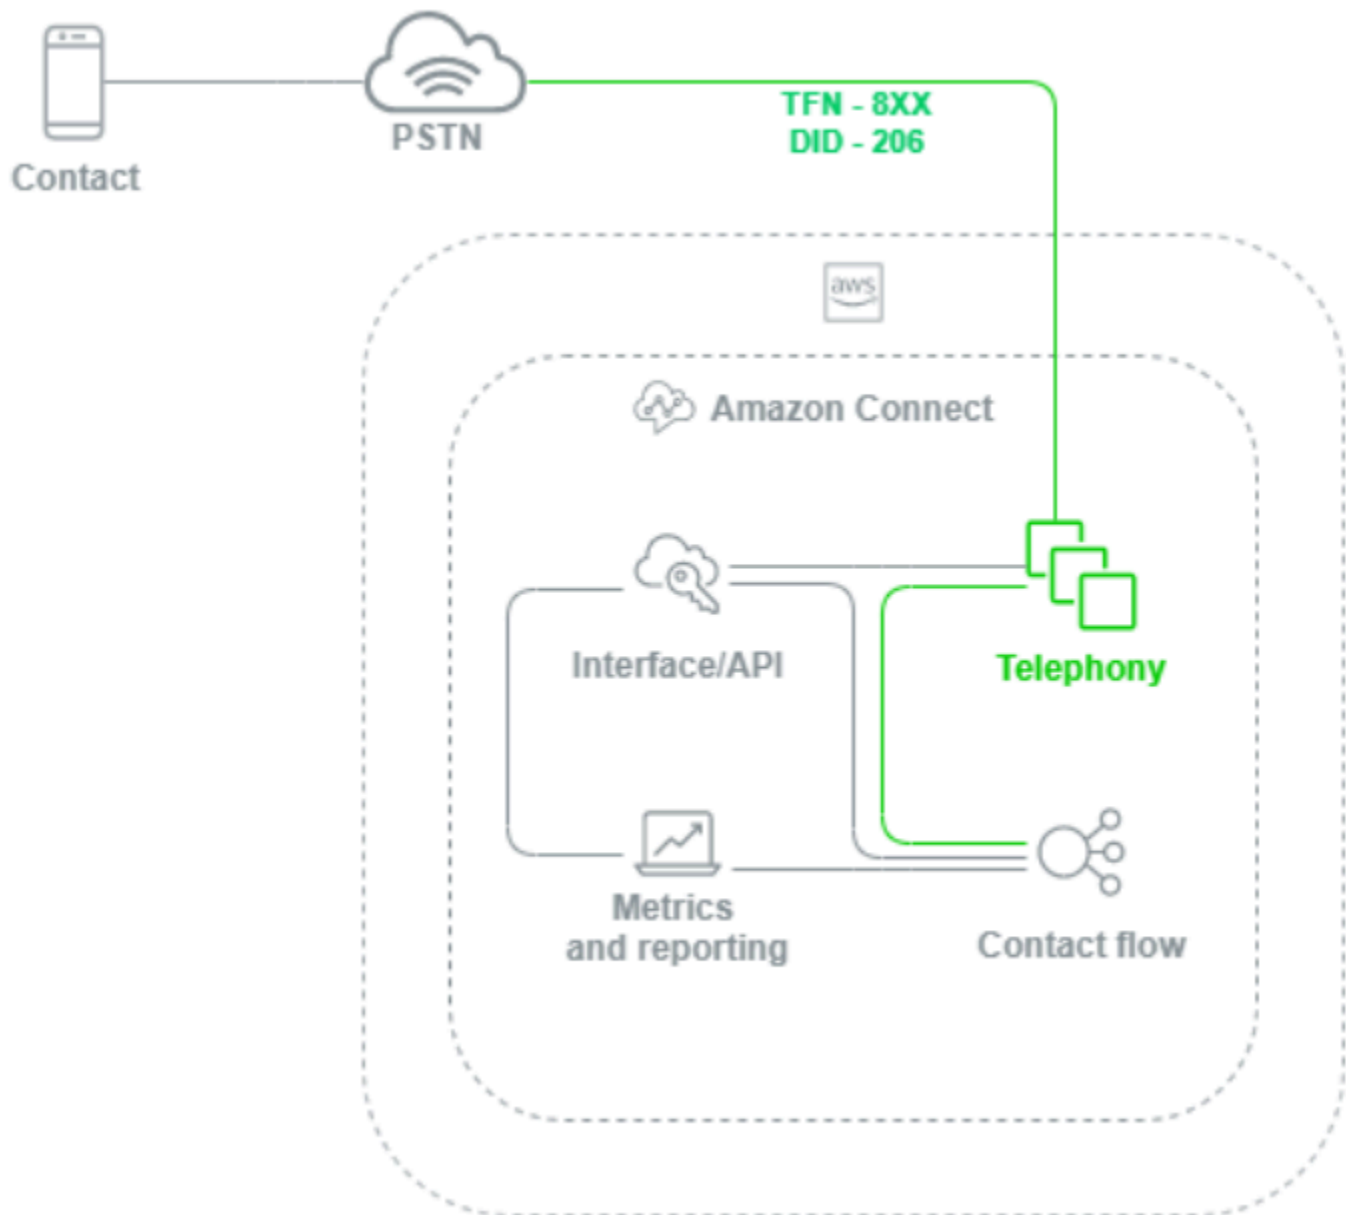 TFN - 8XX
DID - 206
PSTN
Contact
aws
Amazon Connect
Interface/API
Telephony
Metrics
and reporting
Contact flow